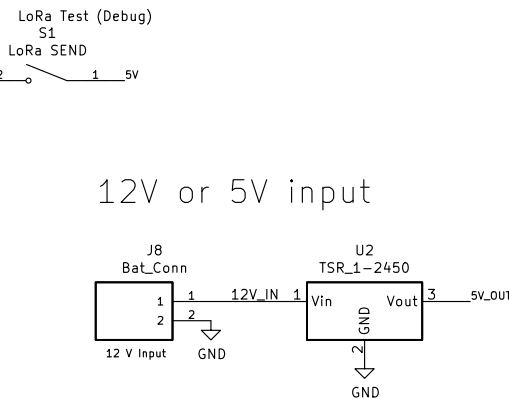 LoRa Test (Debug)
S1
LoRa SEND
2 1 5V
12V or 5V input
J8
Bat_Conn
1 1 12V_IN
2 2
12 V Input
GND
U2
TSR_1-2450
1 Vin Vout 3 5V_OUT
GND
2
GND